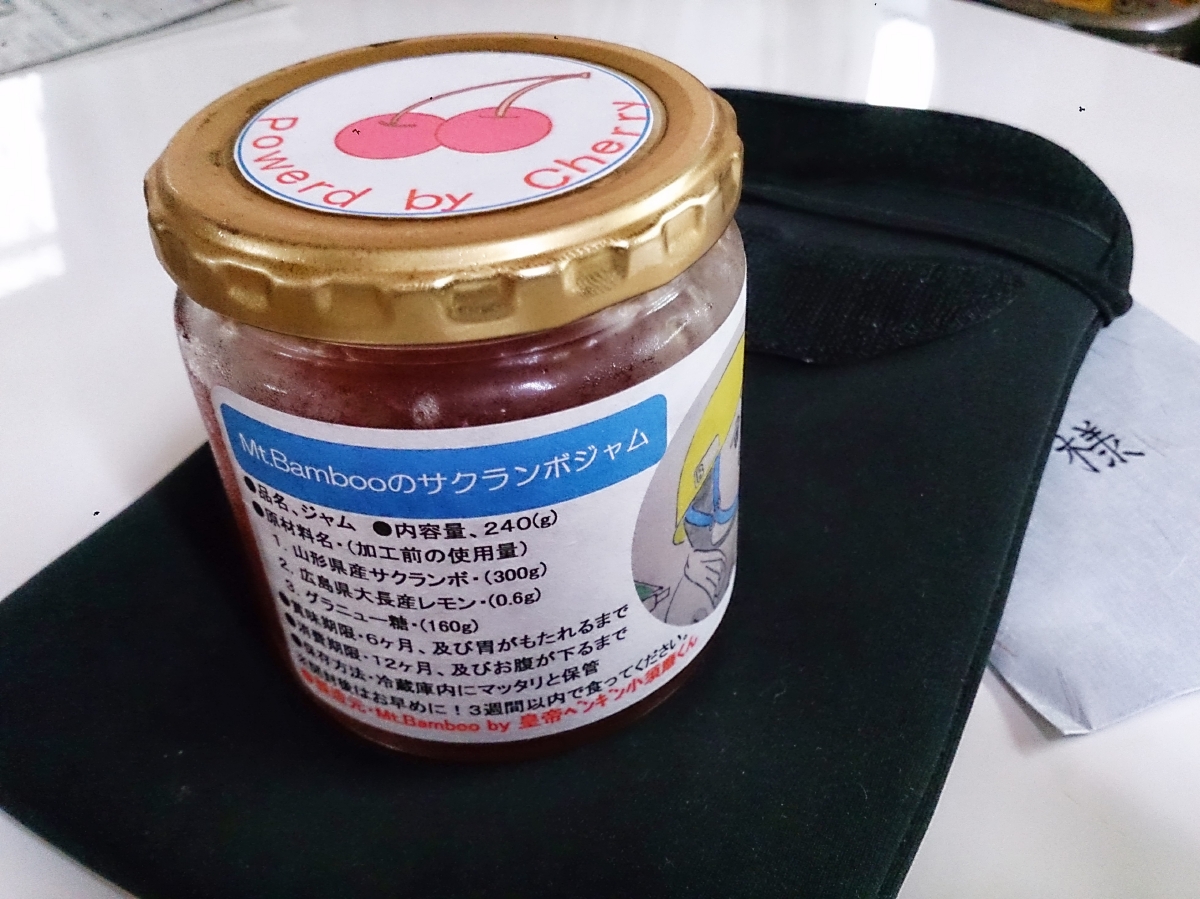 Powerd by Cherry
Mt.Bambooのサクランボジャム
●品名、ジャム ●内容量、240(g)
●原材料名・(加工前の使用量)
1. 山形県産サクランボ・(300g)
2. 広島県大長産レモン・(0.6g)
3. グラニュー糖・(160g)
●賞味期限・6ヶ月、及び胃がもたれるまで
●消費期限・12ヶ月、及びお腹が下るまで
●保存方法・冷蔵庫内にマッタリと保管
※開封後はお早めに!3週間以内で食ってください。
元・Mt.Bamboo by 皇帝ペンキン小須磨くん
様